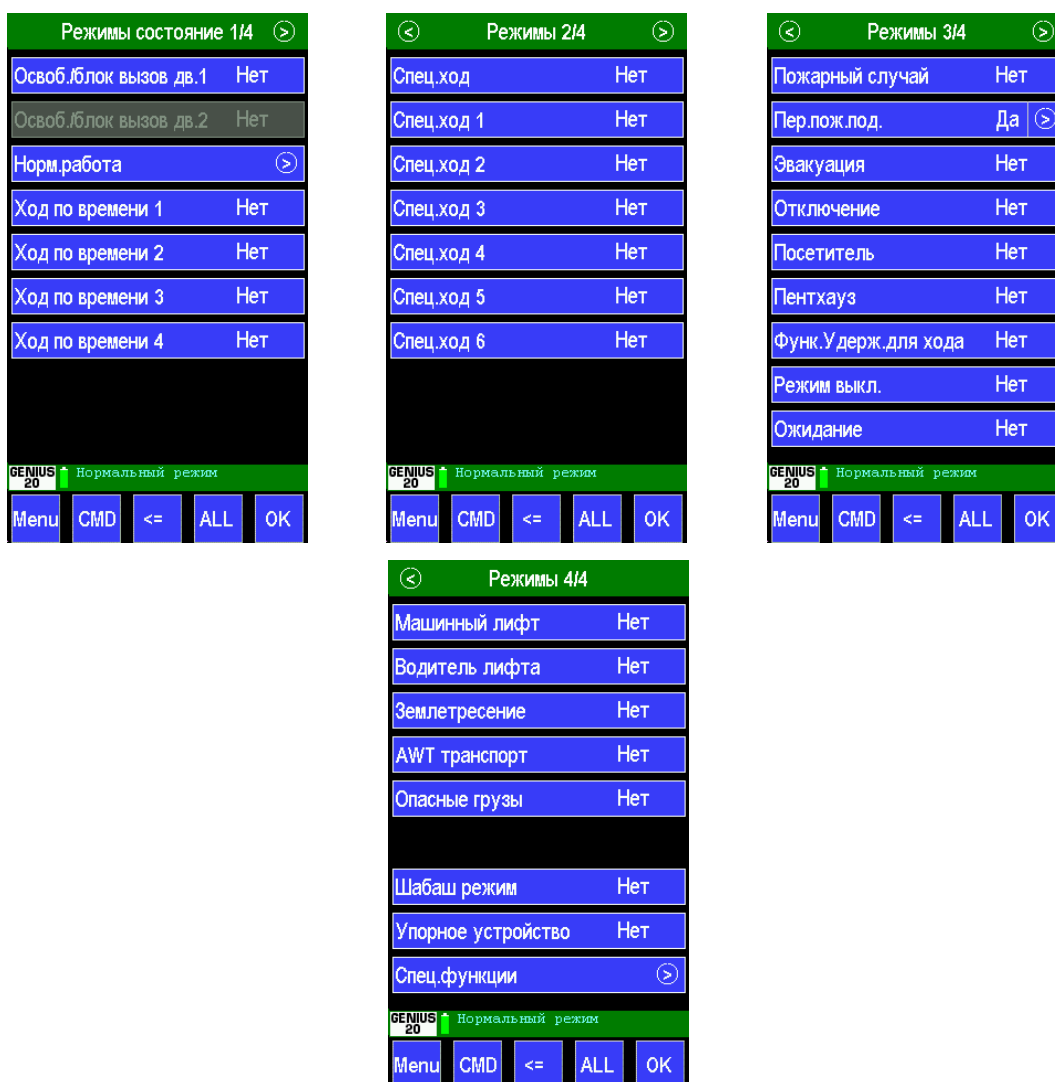 Режимы состояние 1/4 >
Освоб./блок вызов дв.1 Нет
Освоб./блок вызов дв.2 Нет
Норм.работа >
Ход по времени 1 Нет
Ход по времени 2 Нет
Ход по времени 3 Нет
Ход по времени 4 Нет
GENIUS 20 Нормальный режим
Menu CMD <= ALL OK
< Режимы 2/4 >
Спец.ход Нет
Спец.ход 1 Нет
Спец.ход 2 Нет
Спец.ход 3 Нет
Спец.ход 4 Нет
Спец.ход 5 Нет
Спец.ход 6 Нет
GENIUS 20 Нормальный режим
Menu CMD <= ALL OK
< Режимы 3/4 >
Пожарный случай Нет
Пер.пож.под. Да >
Эвакуация Нет
Отключение Нет
Посетитель Нет
Пентхауз Нет
Функ.Удерж.для хода Нет
Режим выкл. Нет
Ожидание Нет
GENIUS 20 Нормальный режим
Menu CMD <= ALL OK
< Режимы 4/4
Машинный лифт Нет
Водитель лифта Нет
Землетресение Нет
AWT транспорт Нет
Опасные грузы Нет
Шабаш режим Нет
Упорное устройство Нет
Спец.функции >
GENIUS 20 Нормальный режим
Menu CMD <= ALL OK